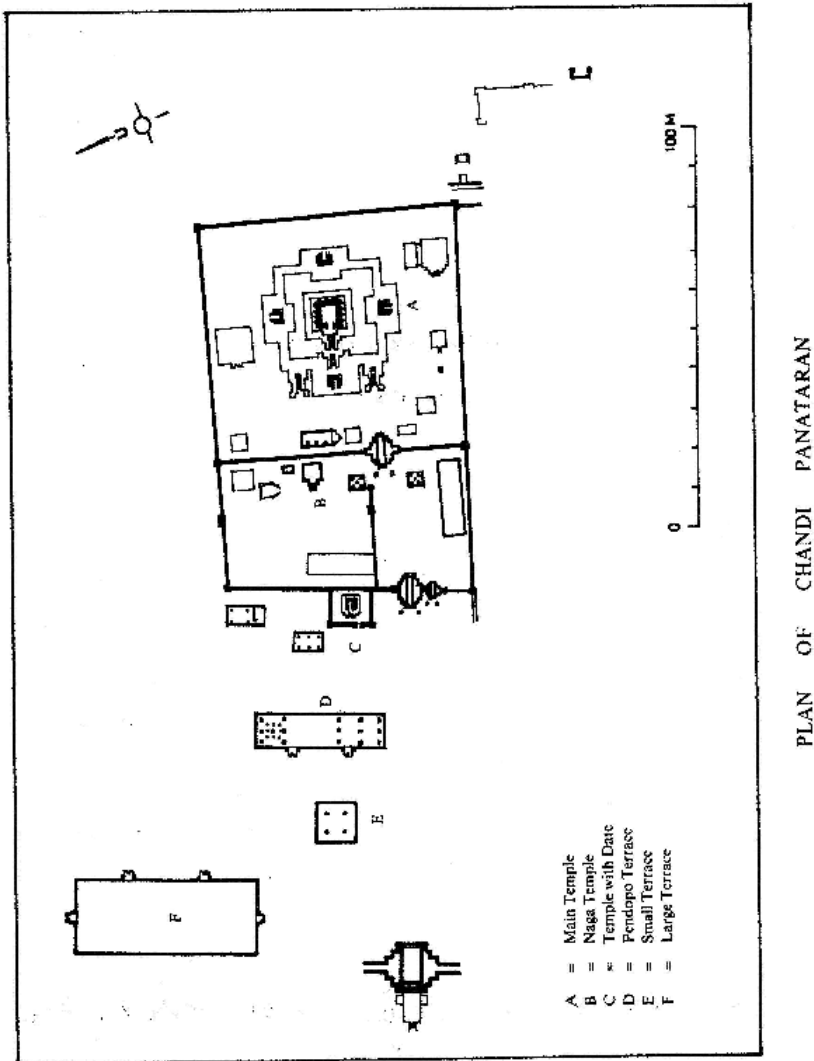 100 M
0
A
B
C
D
E
F
A = Main Temple
B = Naga Temple
C = Temple with Date
D = Pendopo Terrace
E = Small Terrace
F = Large Terrace
PLAN OF CHANDI PANATARAN